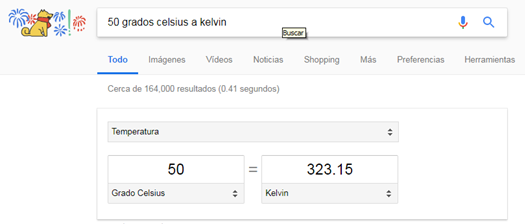 50 grados celsius a kelvin
Buscar
Todo Imágenes Vídeos Noticias Shopping Más Preferencias Herramientas
Cerca de 164,000 resultados (0.41 segundos)
Temperatura
50 = 323.15
Grado Celsius Kelvin